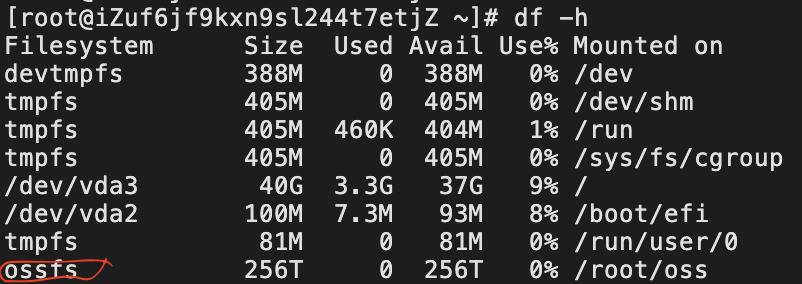 [root@iZuf6jf9kxn9sl244t7etjZ ~]# df -h
Filesystem Size Used Avail Use% Mounted on
devtmpfs 388M 0 388M 0% /dev
tmpfs 405M 0 405M 0% /dev/shm
tmpfs 405M 460K 404M 1% /run
tmpfs 405M 0 405M 0% /sys/fs/cgroup
/dev/vda3 40G 3.3G 37G 9% /
/dev/vda2 100M 7.3M 93M 8% /boot/efi
tmpfs 81M 0 81M 0% /run/user/0
ossfs 256T 0 256T 0% /root/oss